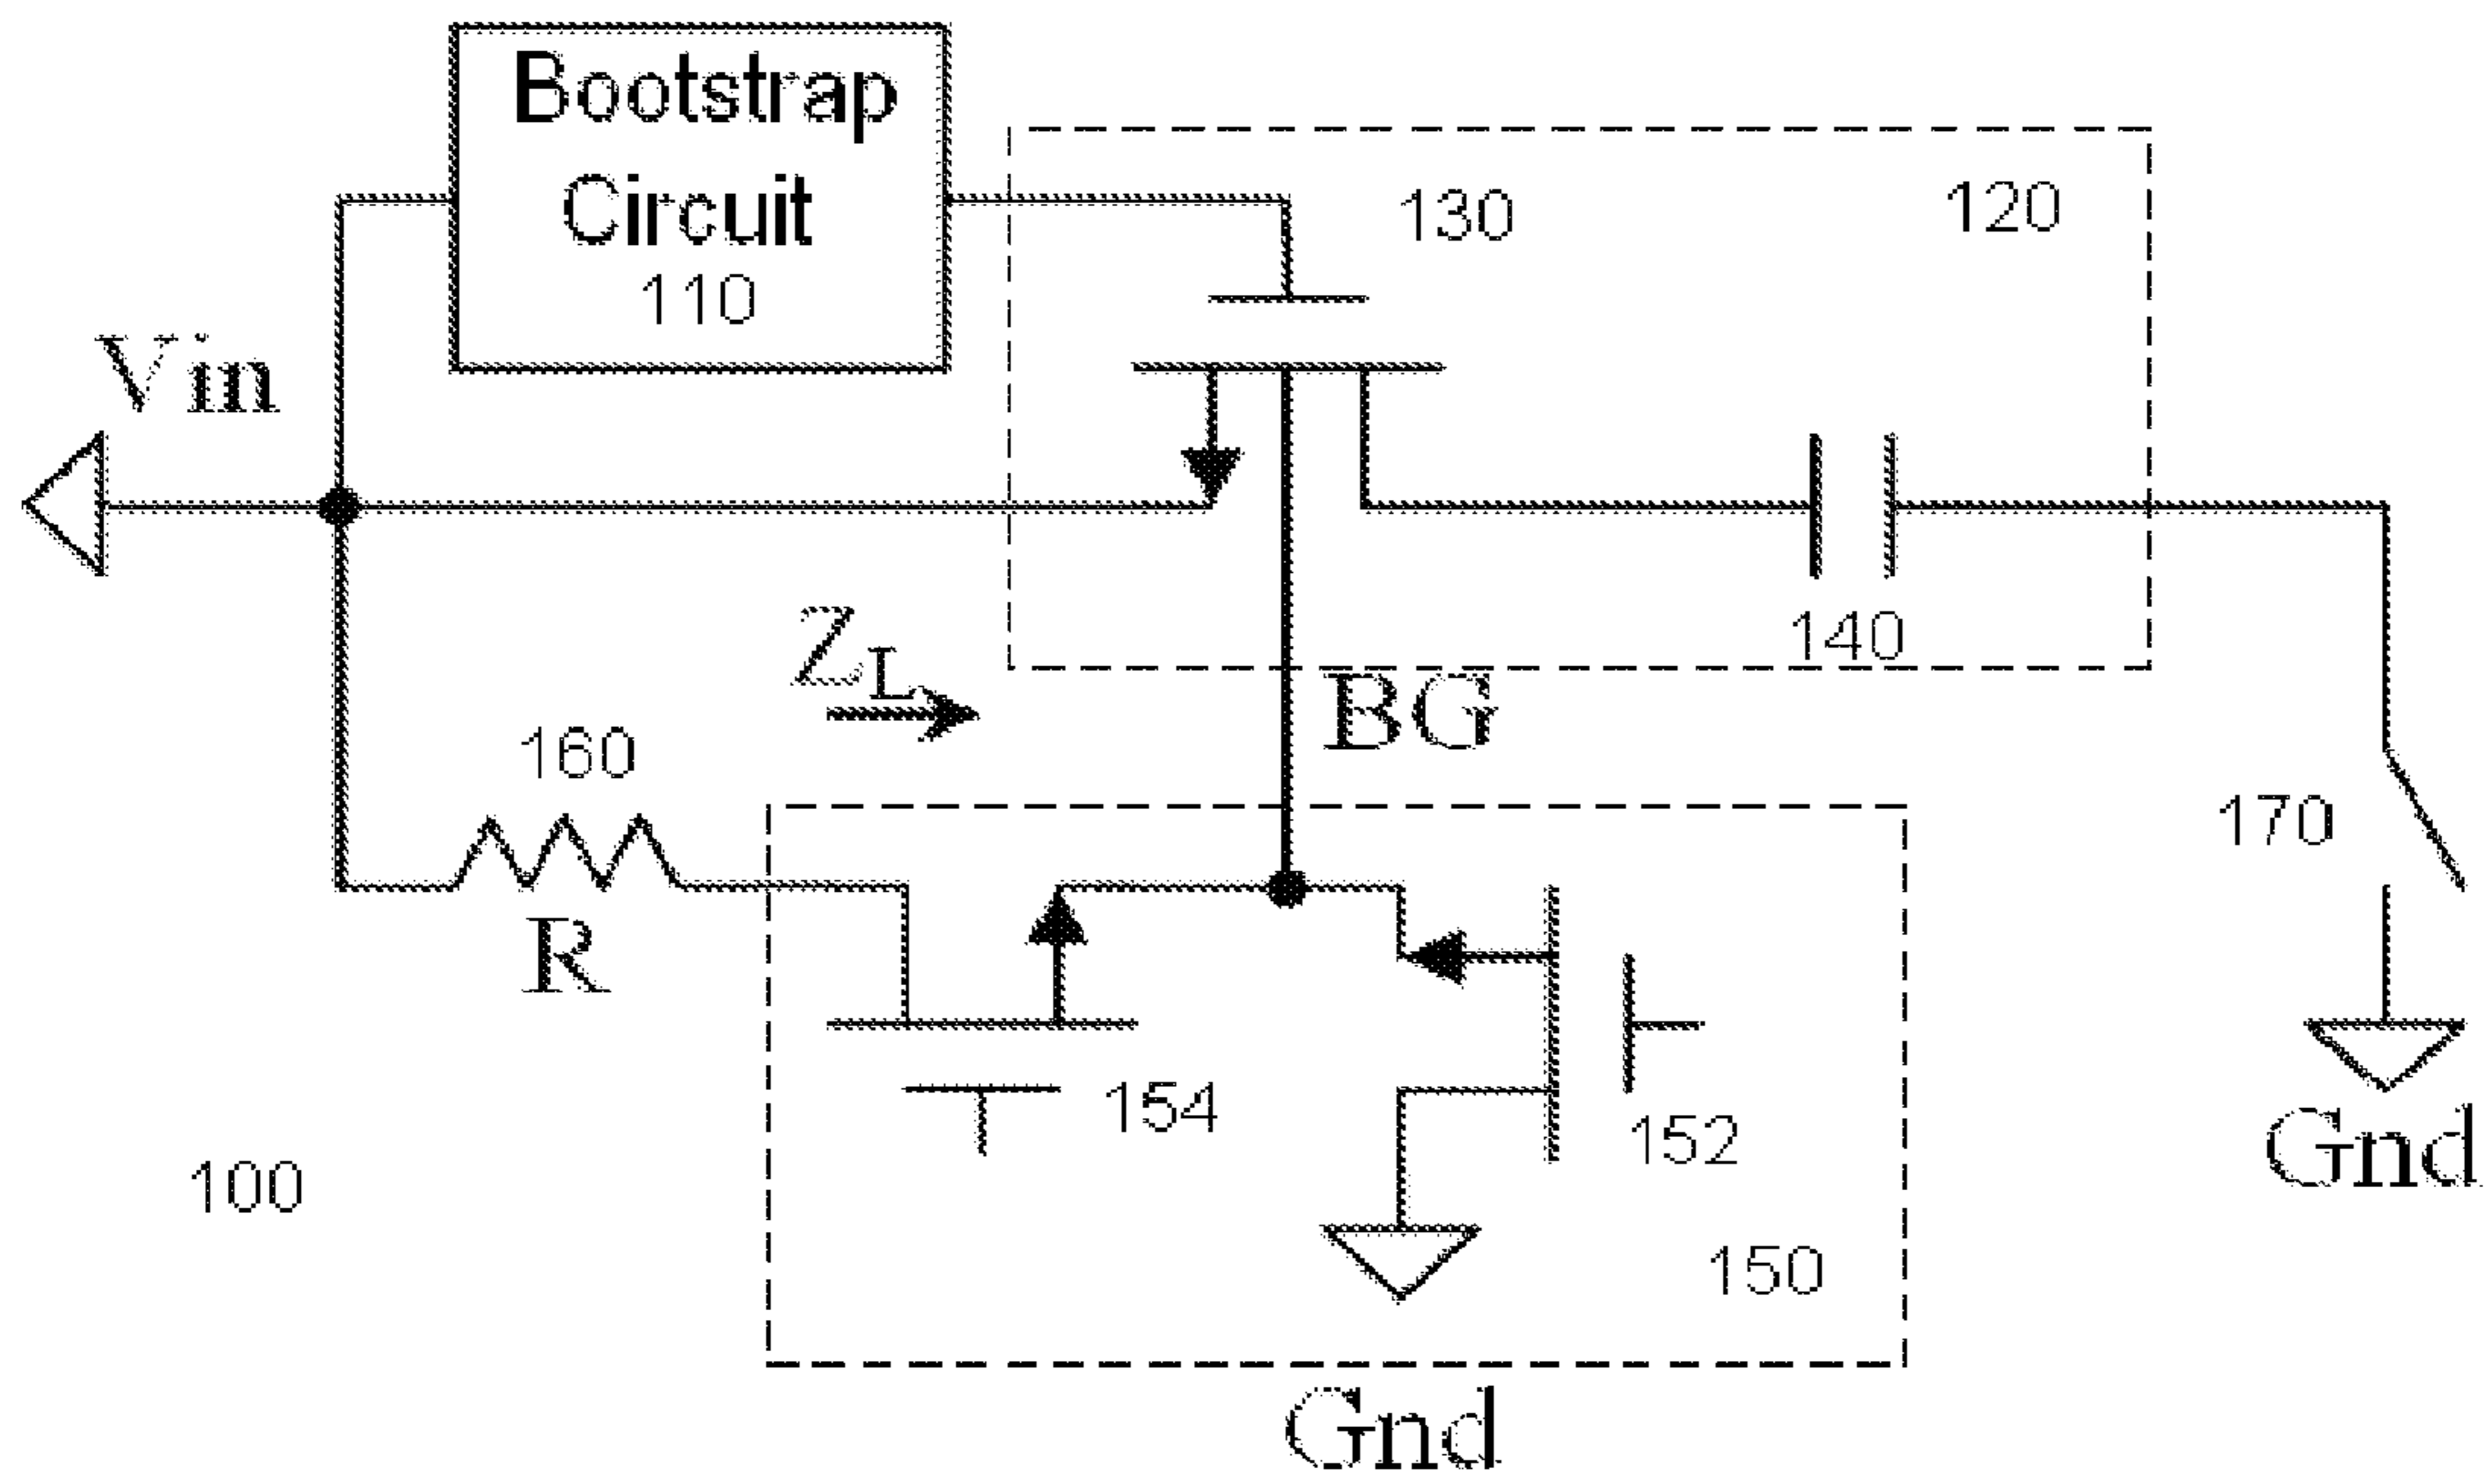 Bootstrap
Circuit
110
130
120
Vin
140
ZL
BG
160
170
R
154
152
100
Gnd
150
Gnd